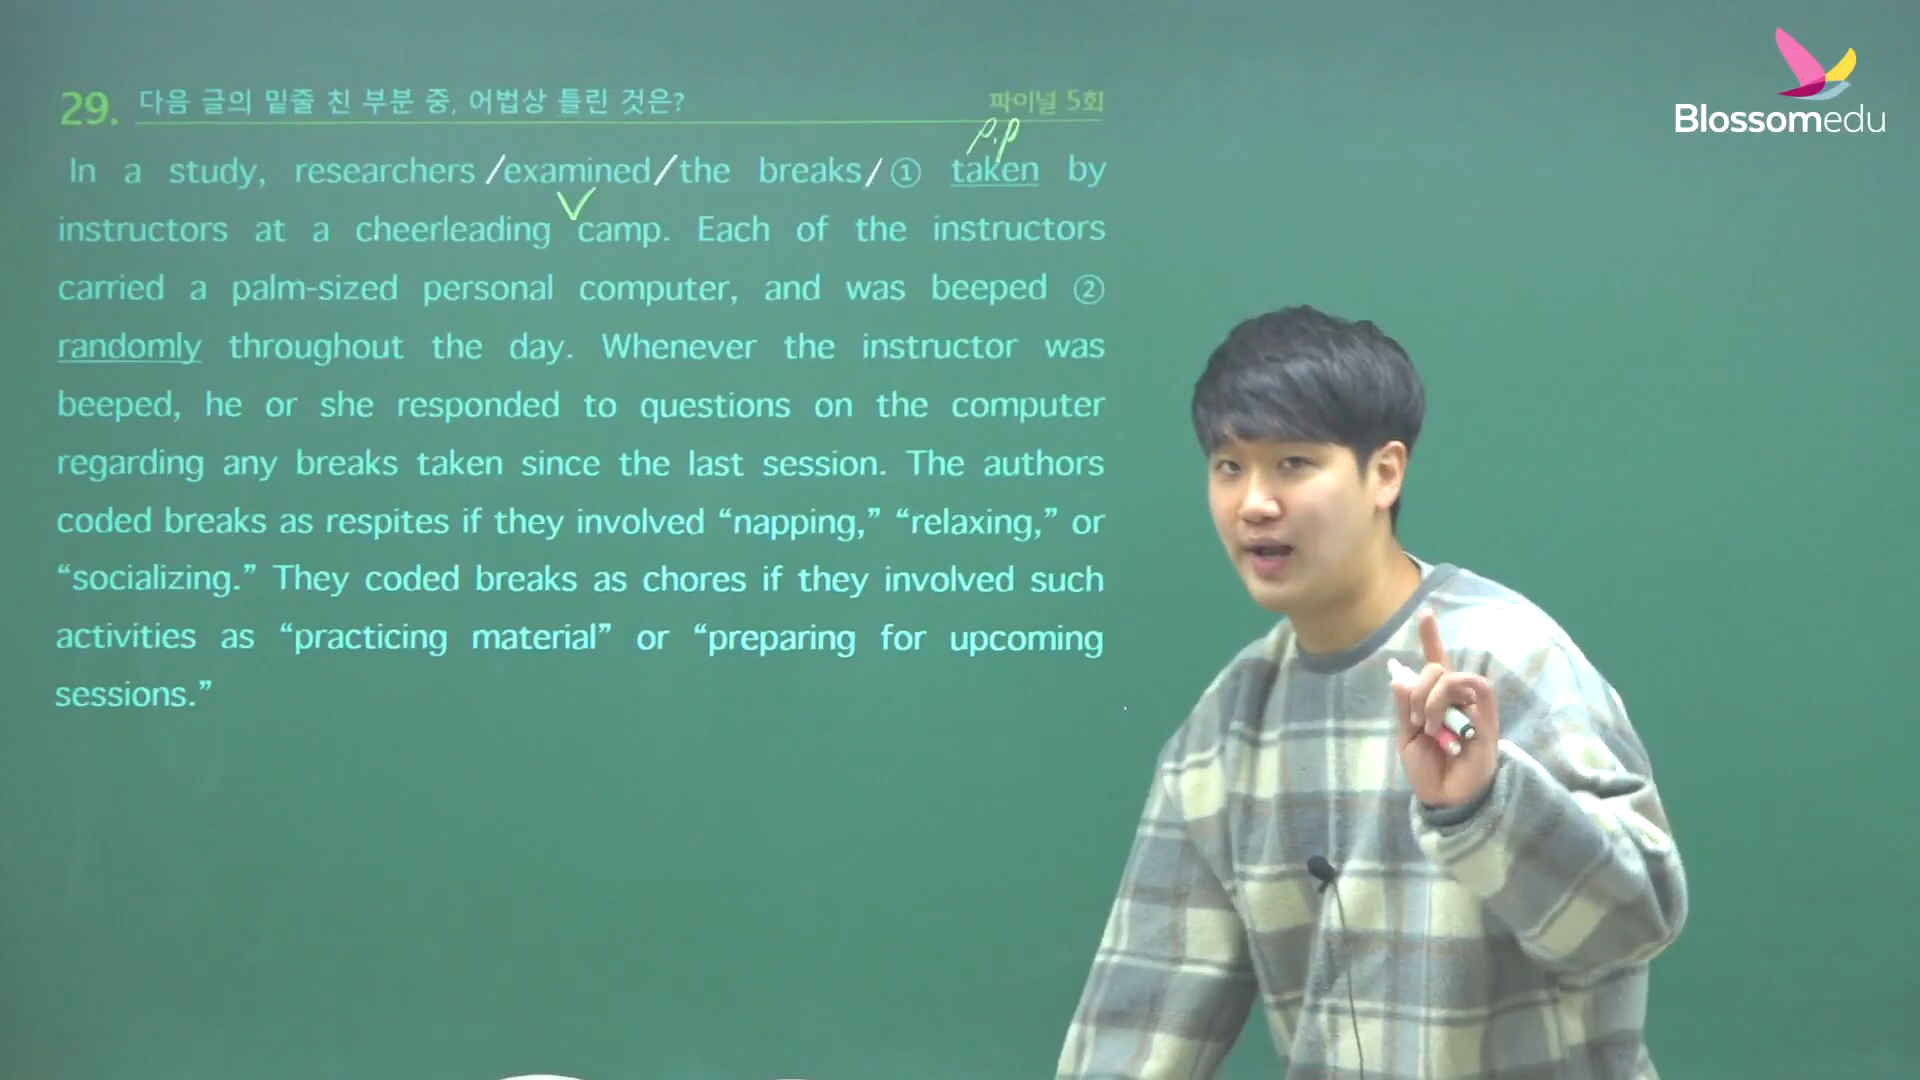 Blossomedu
29. 다음 글의 밑줄 친 부분 중, 어법상 틀린 것은? 파이널 5회
p.p
In a study, researchers /examined/ the breaks/ ① taken by
instructors at a cheerleading camp. Each of the instructors
carried a palm-sized personal computer, and was beeped ②
randomly throughout the day. Whenever the instructor was
beeped, he or she responded to questions on the computer
regarding any breaks taken since the last session. The authors
coded breaks as respites if they involved “napping,” “relaxing,” or
“socializing.” They coded breaks as chores if they involved such
activities as “practicing material” or “preparing for upcoming
sessions.”